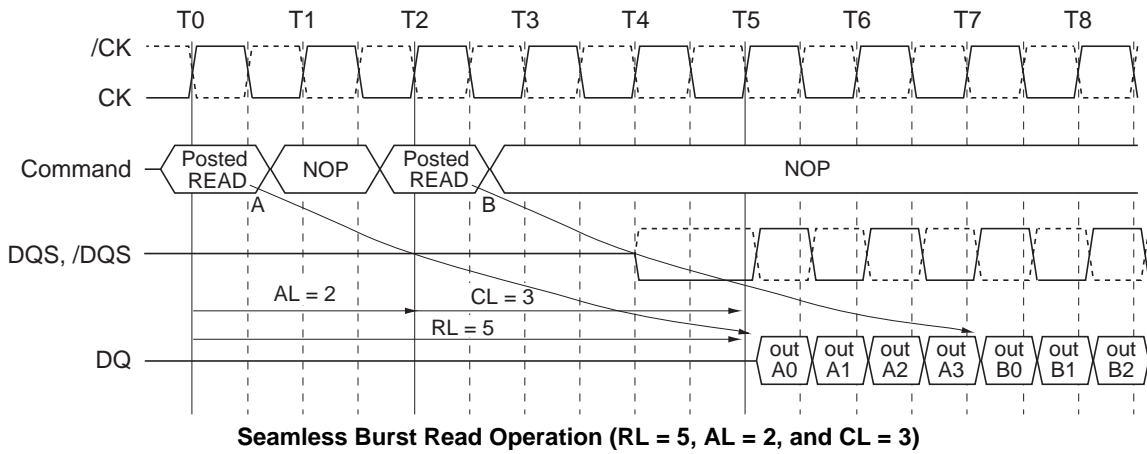 T0 T1 T2 T3 T4 T5 T6 T7 T8
/CK
CK
Command
Posted READ
NOP
Posted READ
NOP
A
B
DQS, /DQS
AL = 2
CL = 3
RL = 5
DQ
out A0
out A1
out A2
out A3
out B0
out B1
out B2
Seamless Burst Read Operation (RL = 5, AL = 2, and CL = 3)